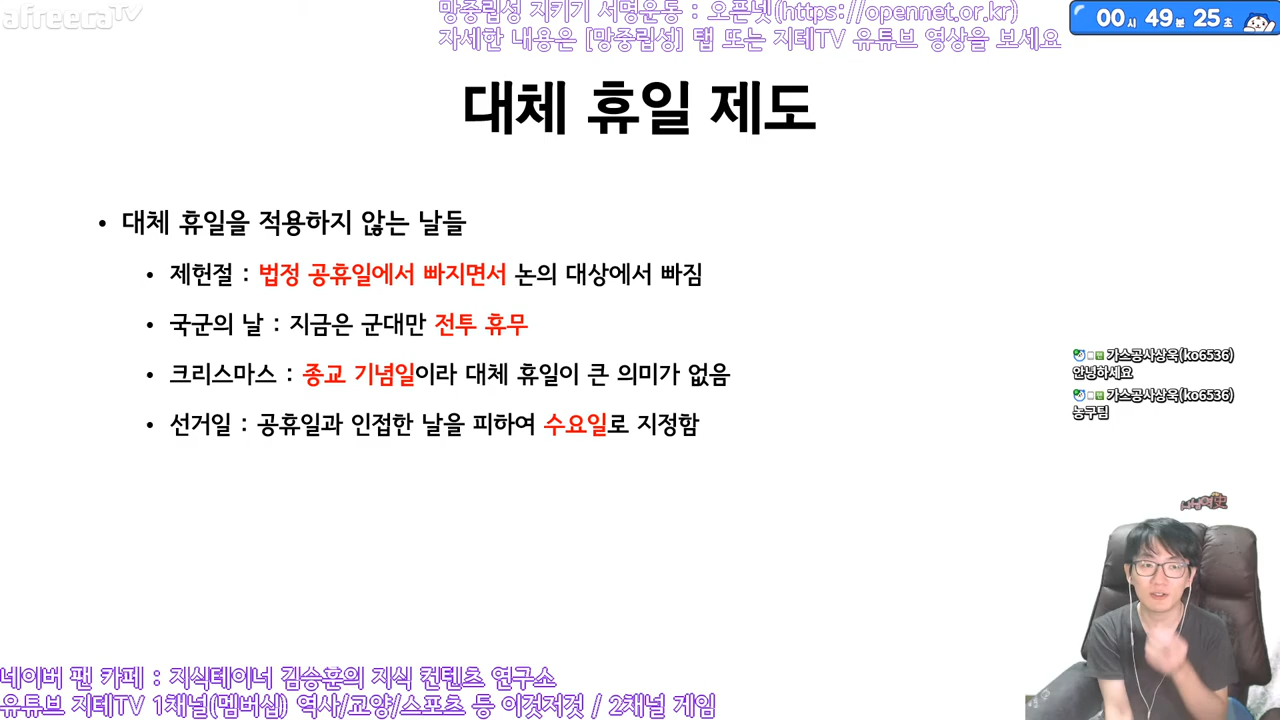 afreecaTV
망중립성 지키기 서명운동 : 오픈넷(https://opennet.or.kr)
자세한 내용은 [망중립성] 탭 또는 지테TV 유튜브 영상을 보세요
00시 49분 25초
대체 휴일 제도
• 대체 휴일을 적용하지 않는 날들
• 제헌절 : 법정 공휴일에서 빠지면서 논의 대상에서 빠짐
• 국군의 날 : 지금은 군대만 전투 휴무
• 크리스마스 : 종교 기념일이라 대체 휴일이 큰 의미가 없음
• 선거일 : 공휴일과 인접한 날을 피하여 수요일로 지정함
가스공사상욱(ko6536)
안녕하세요
가스공사상욱(ko6536)
농구팀
네이버 팬 카페 : 지식테이너 김승훈의 지식 컨텐츠 연구소
유튜브 지테TV 1채널(멤버십) 역사/교양/스포츠 등 이것저것 / 2채널 게임